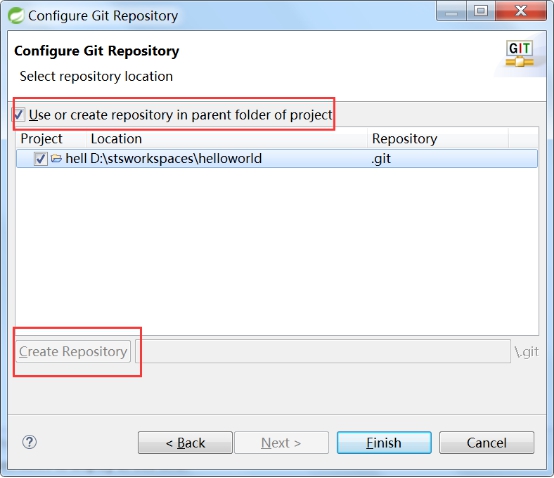 Configure Git Repository
Configure Git Repository
Select repository location
GIT
Use or create repository in parent folder of project
Project Location Repository
hell D:\stsworkspaces\helloworld .git
Create Repository \.git
? < Back Next > Finish Cancel